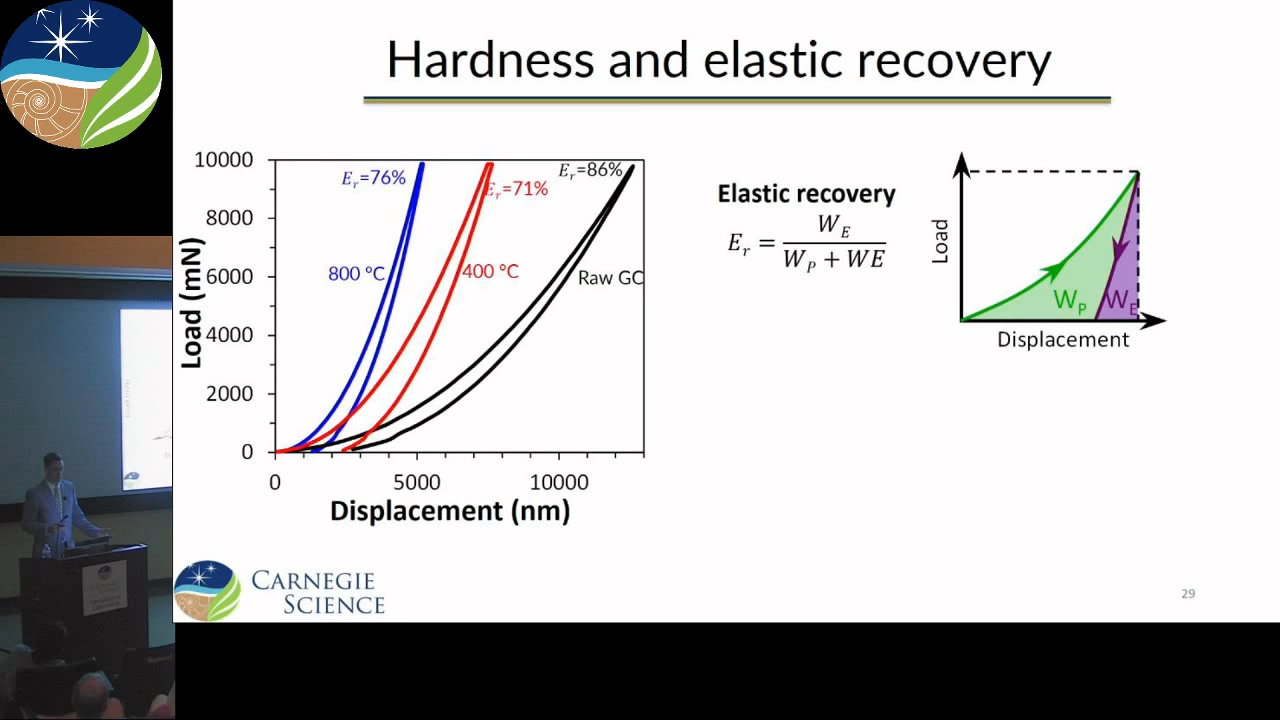 Hardness and elastic recovery
10000
8000
6000
4000
2000
0
Load (mN)
0
5000
10000
Displacement (nm)
Eᵣ=76%
Eᵣ=71%
Eᵣ=86%
800 °C
400 °C
Raw GC
Elastic recovery
Eᵣ = W_E / (W_P + WE)
Load
W_P
W_E
Displacement
CARNEGIE
SCIENCE
29